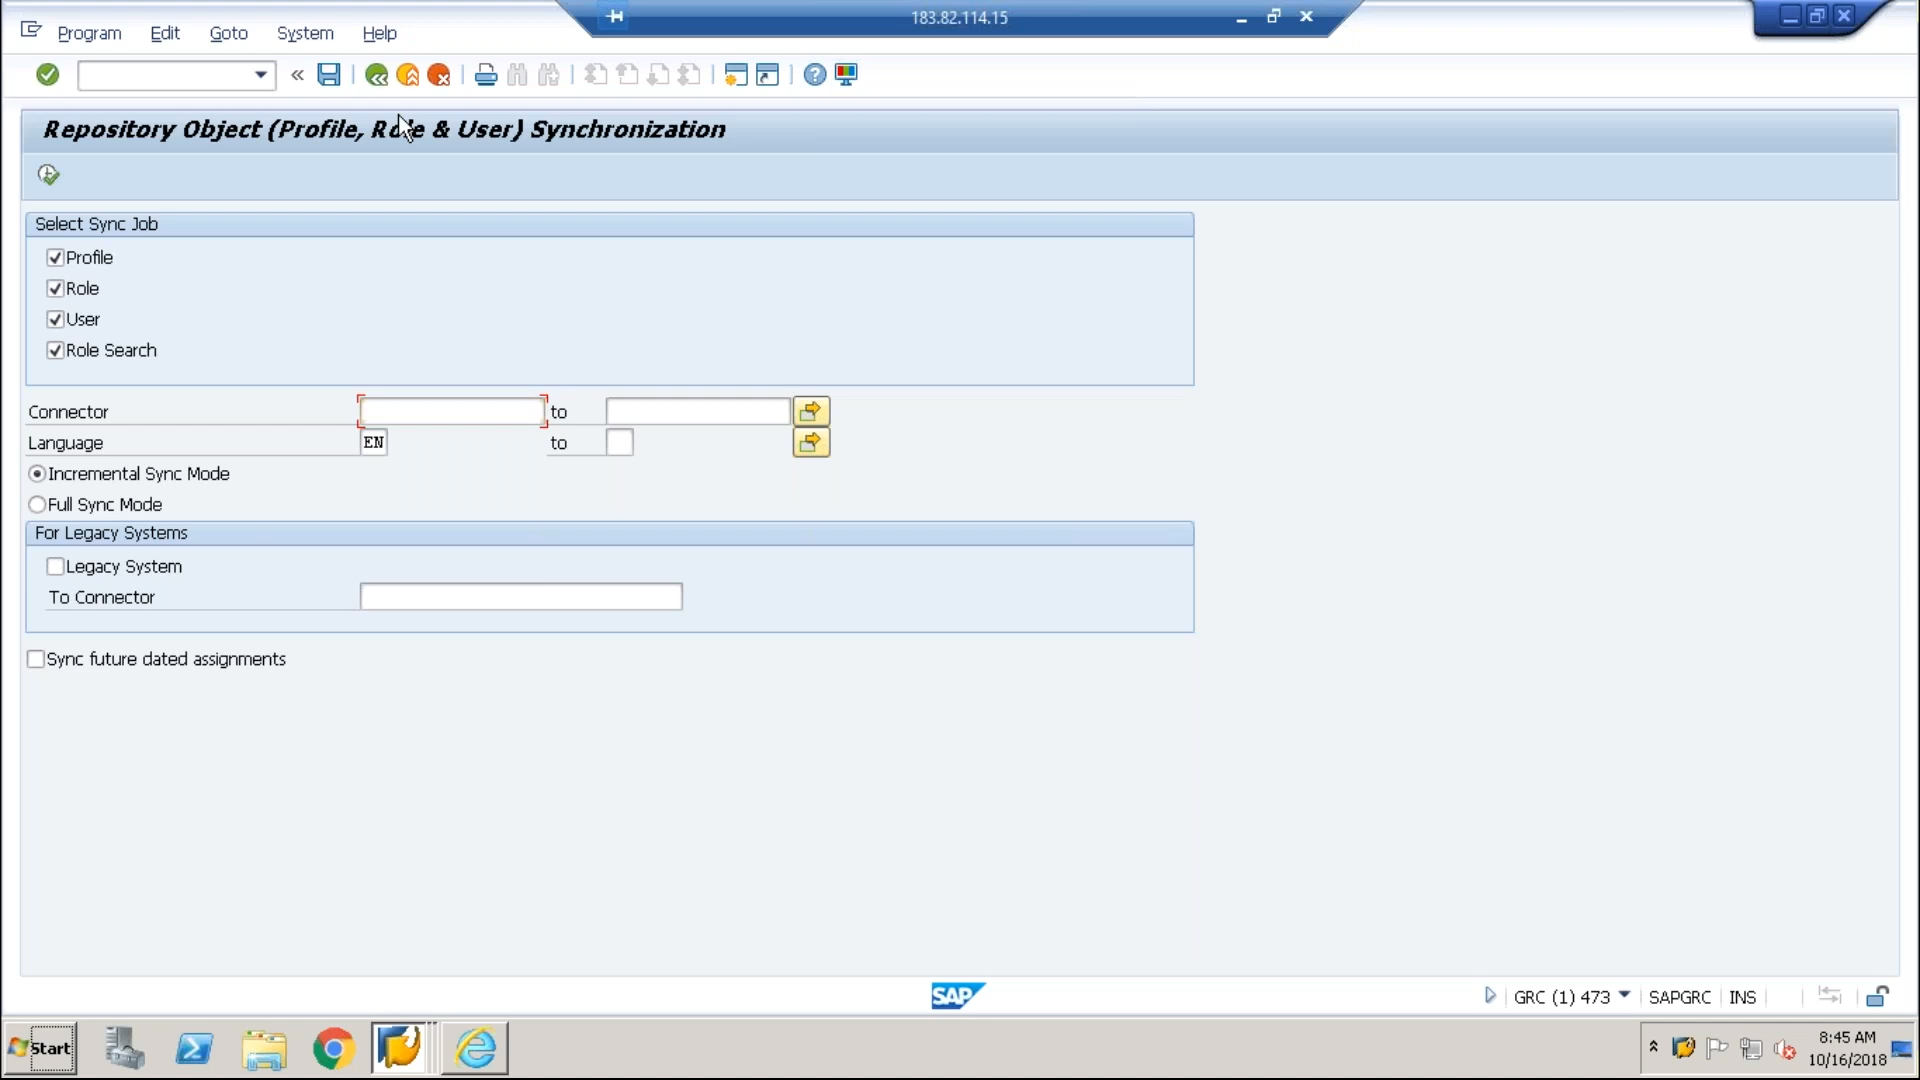 183.82.114.15
Program Edit Goto System Help
Repository Object (Profile, Role & User) Synchronization
Select Sync Job
Profile
Role
User
Role Search
Connector to
Language EN to
Incremental Sync Mode
Full Sync Mode
For Legacy Systems
Legacy System
To Connector
Sync future dated assignments
SAP
GRC (1) 473 SAPGRC INS
Start
8:45 AM
10/16/2018